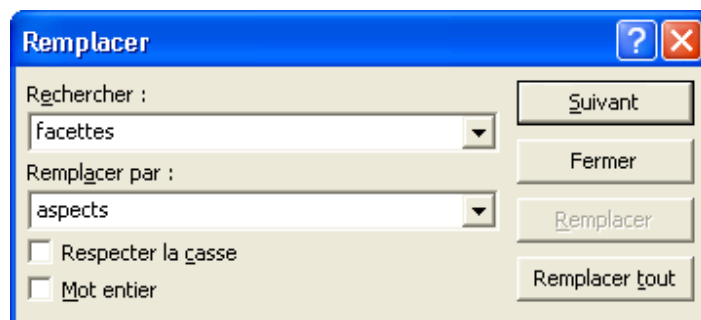 Remplacer
Rechercher :
facettes
Remplacer par :
aspects
Respecter la casse
Mot entier
Suivant
Fermer
Remplacer
Remplacer tout